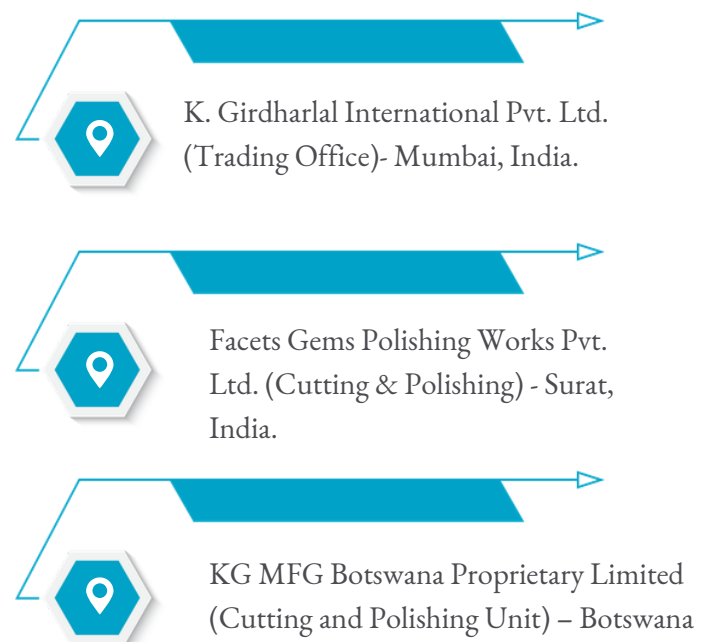 K. Girdharlal International Pvt. Ltd.
(Trading Office)- Mumbai, India.
Facets Gems Polishing Works Pvt.
Ltd. (Cutting & Polishing) - Surat,
India.
KG MFG Botswana Proprietary Limited
(Cutting and Polishing Unit) – Botswana